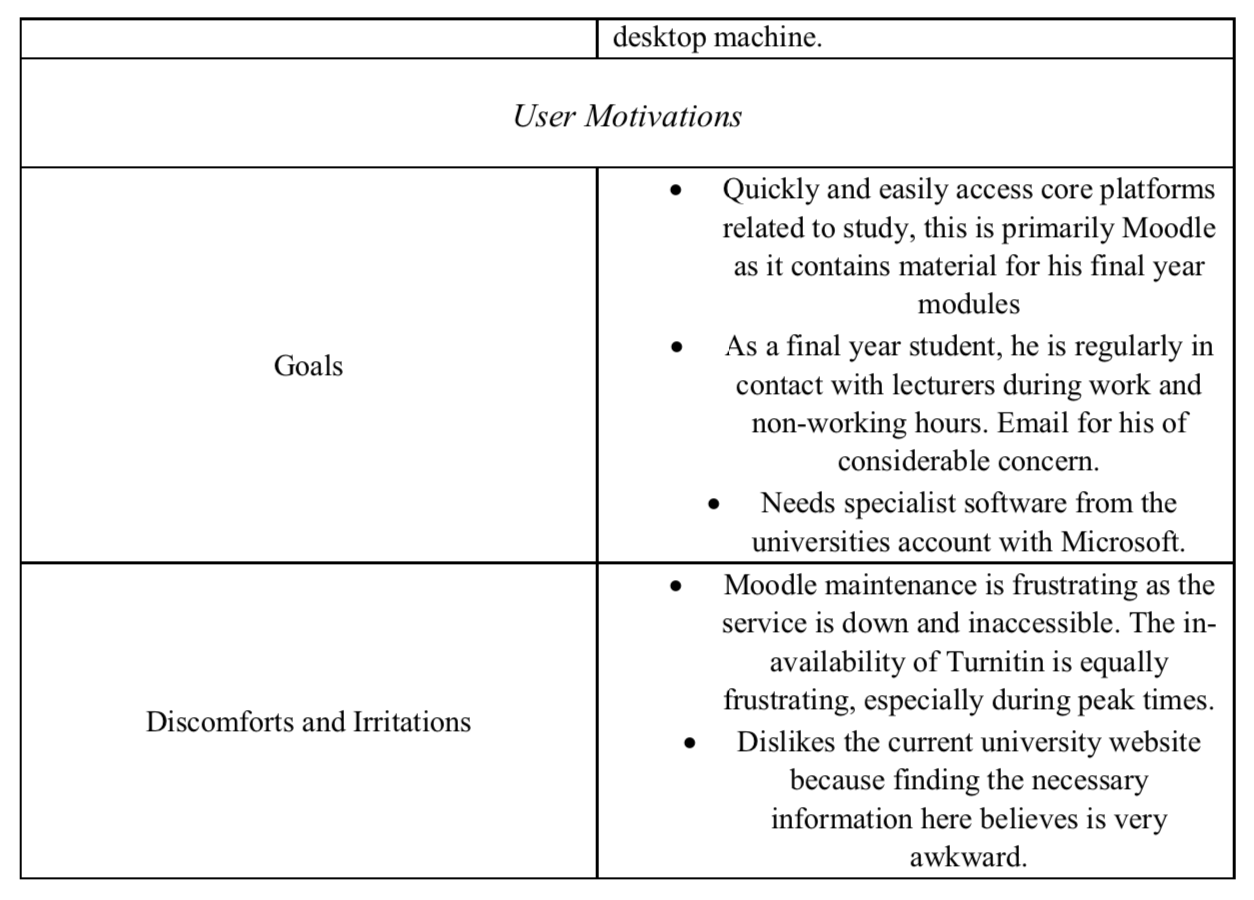 desktop machine.
User Motivations
Goals
• Quickly and easily access core platforms
related to study, this is primarily Moodle
as it contains material for his final year
modules
• As a final year student, he is regularly in
contact with lecturers during work and
non-working hours. Email for his of
considerable concern.
• Needs specialist software from the
universities account with Microsoft.
Discomforts and Irritations
• Moodle maintenance is frustrating as the
service is down and inaccessible. The in-
availability of Turnitin is equally
frustrating, especially during peak times.
• Dislikes the current university website
because finding the necessary
information here believes is very
awkward.